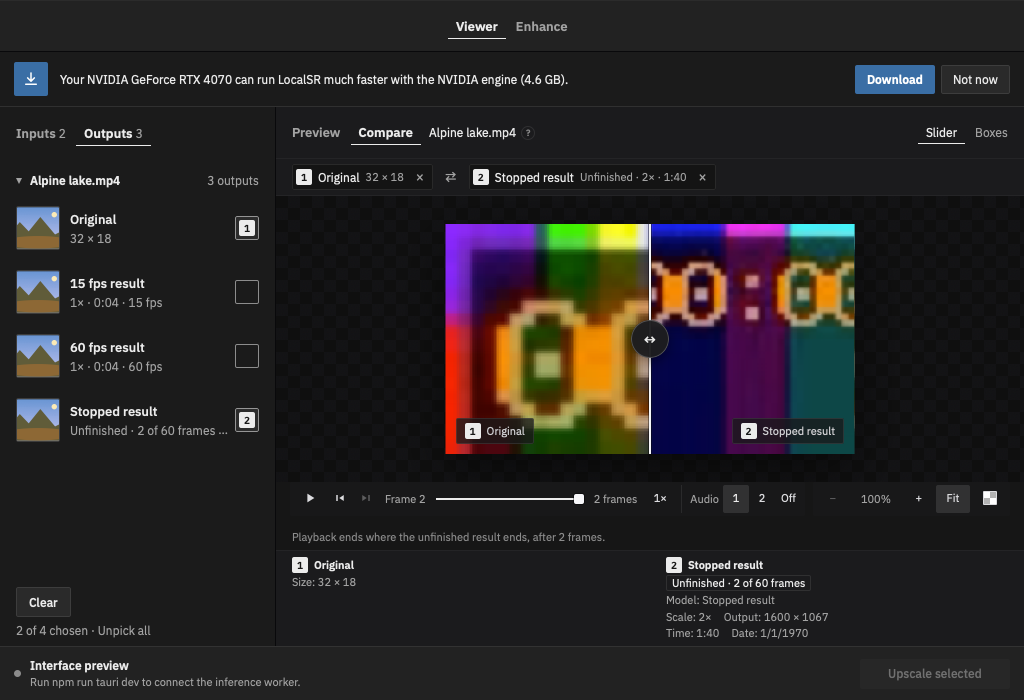 Viewer Enhance
Your NVIDIA GeForce RTX 4070 can run LocalSR much faster with the NVIDIA engine (4.6 GB).
Download Not now
Inputs 2 Outputs 3
Alpine lake.mp4 3 outputs
Original
32 × 18
1
15 fps result
1× · 0:04 · 15 fps
60 fps result
1× · 0:04 · 60 fps
Stopped result
Unfinished · 2 of 60 frames ...
2
Clear
2 of 4 chosen · Unpick all
Preview Compare Alpine lake.mp4 ?
Slider Boxes
1 Original 32 × 18 × ⇄ 2 Stopped result Unfinished · 2× · 1:40 ×
1 Original
2 Stopped result
Frame 2 2 frames 1× Audio 1 2 Off − 100% + Fit
Playback ends where the unfinished result ends, after 2 frames.
1 Original
Size: 32 × 18
2 Stopped result
Unfinished · 2 of 60 frames
Model: Stopped result
Scale: 2× Output: 1600 × 1067
Time: 1:40 Date: 1/1/1970
Interface preview
Run npm run tauri dev to connect the inference worker.
Upscale selected